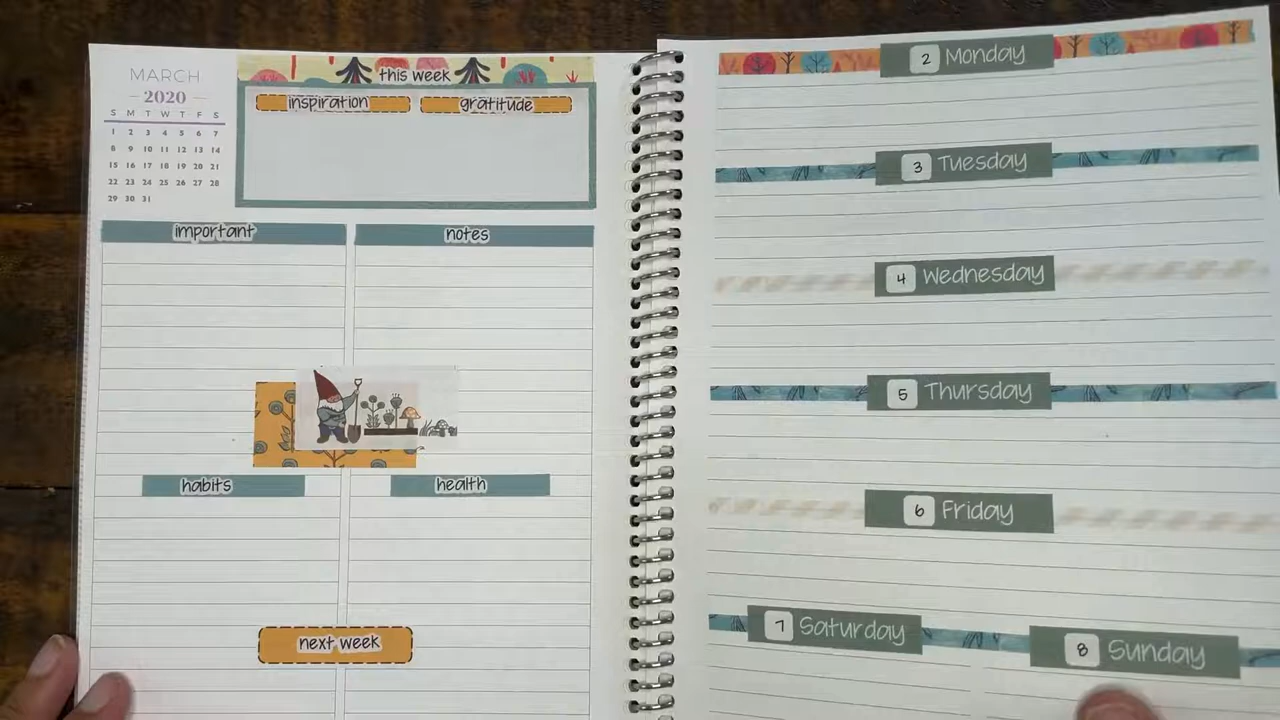 MARCH
2020
S M T W T F S
1 2 3 4 5 6 7
8 9 10 11 12 13 14
15 16 17 18 19 20 21
22 23 24 25 26 27 28
29 30 31
this week
inspiration gratitude
important notes
habits health
next week
2 Monday
3 Tuesday
4 Wednesday
5 Thursday
6 Friday
7 Saturday
8 Sunday